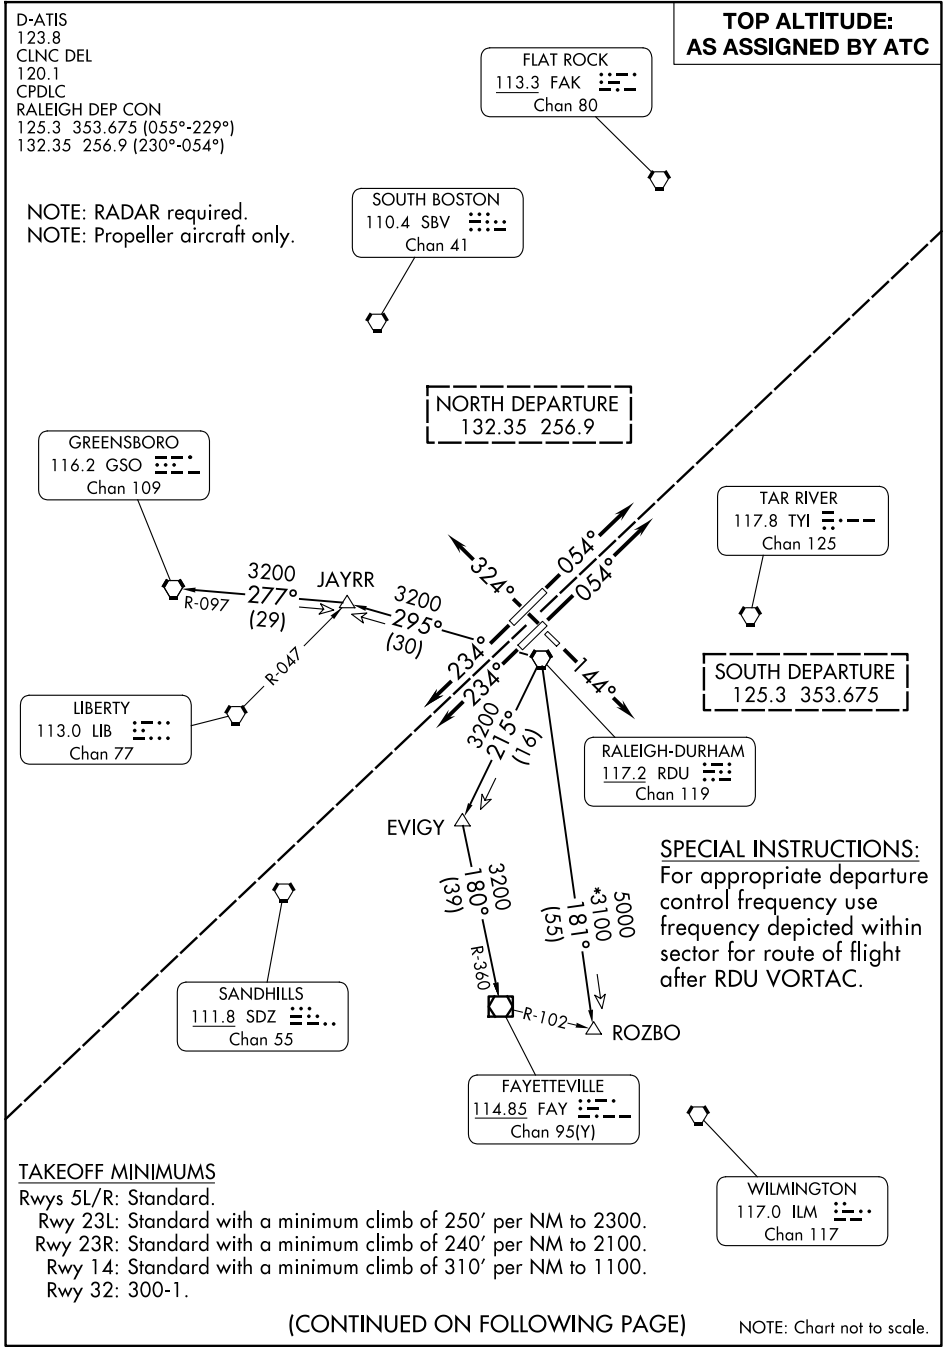 D-ATIS
123.8
CLNC DEL
120.1
CPDLC
RALEIGH DEP CON
125.3 353.675 (055°-229°)
132.35 256.9 (230°-054°)
TOP ALTITUDE:
AS ASSIGNED BY ATC
FLAT ROCK
113.3 FAK
Chan 80
NOTE: RADAR required.
NOTE: Propeller aircraft only.
SOUTH BOSTON
110.4 SBV
Chan 41
NORTH DEPARTURE
132.35 256.9
GREENSBORO
116.2 GSO
Chan 109
TAR RIVER
117.8 TYI
Chan 125
054°
054°
324°
144°
234°
234°
3200
277°
(29)
R-097
JAYRR
3200
295°
(30)
R-047
LIBERTY
113.0 LIB
Chan 77
SOUTH DEPARTURE
125.3 353.675
RALEIGH-DURHAM
117.2 RDU
Chan 119
3200
215°
(16)
EVIGY
3200
180°
(39)
R-360
5000
*3100
181°
(55)
R-102
ROZBO
SPECIAL INSTRUCTIONS:
For appropriate departure
control frequency use
frequency depicted within
sector for route of flight
after RDU VORTAC.
SANDHILLS
111.8 SDZ
Chan 55
FAYETTEVILLE
114.85 FAY
Chan 95(Y)
WILMINGTON
117.0 ILM
Chan 117
TAKEOFF MINIMUMS
Rwys 5L/R: Standard.
Rwy 23L: Standard with a minimum climb of 250' per NM to 2300.
Rwy 23R: Standard with a minimum climb of 240' per NM to 2100.
Rwy 14: Standard with a minimum climb of 310' per NM to 1100.
Rwy 32: 300-1.
(CONTINUED ON FOLLOWING PAGE)
NOTE: Chart not to scale.